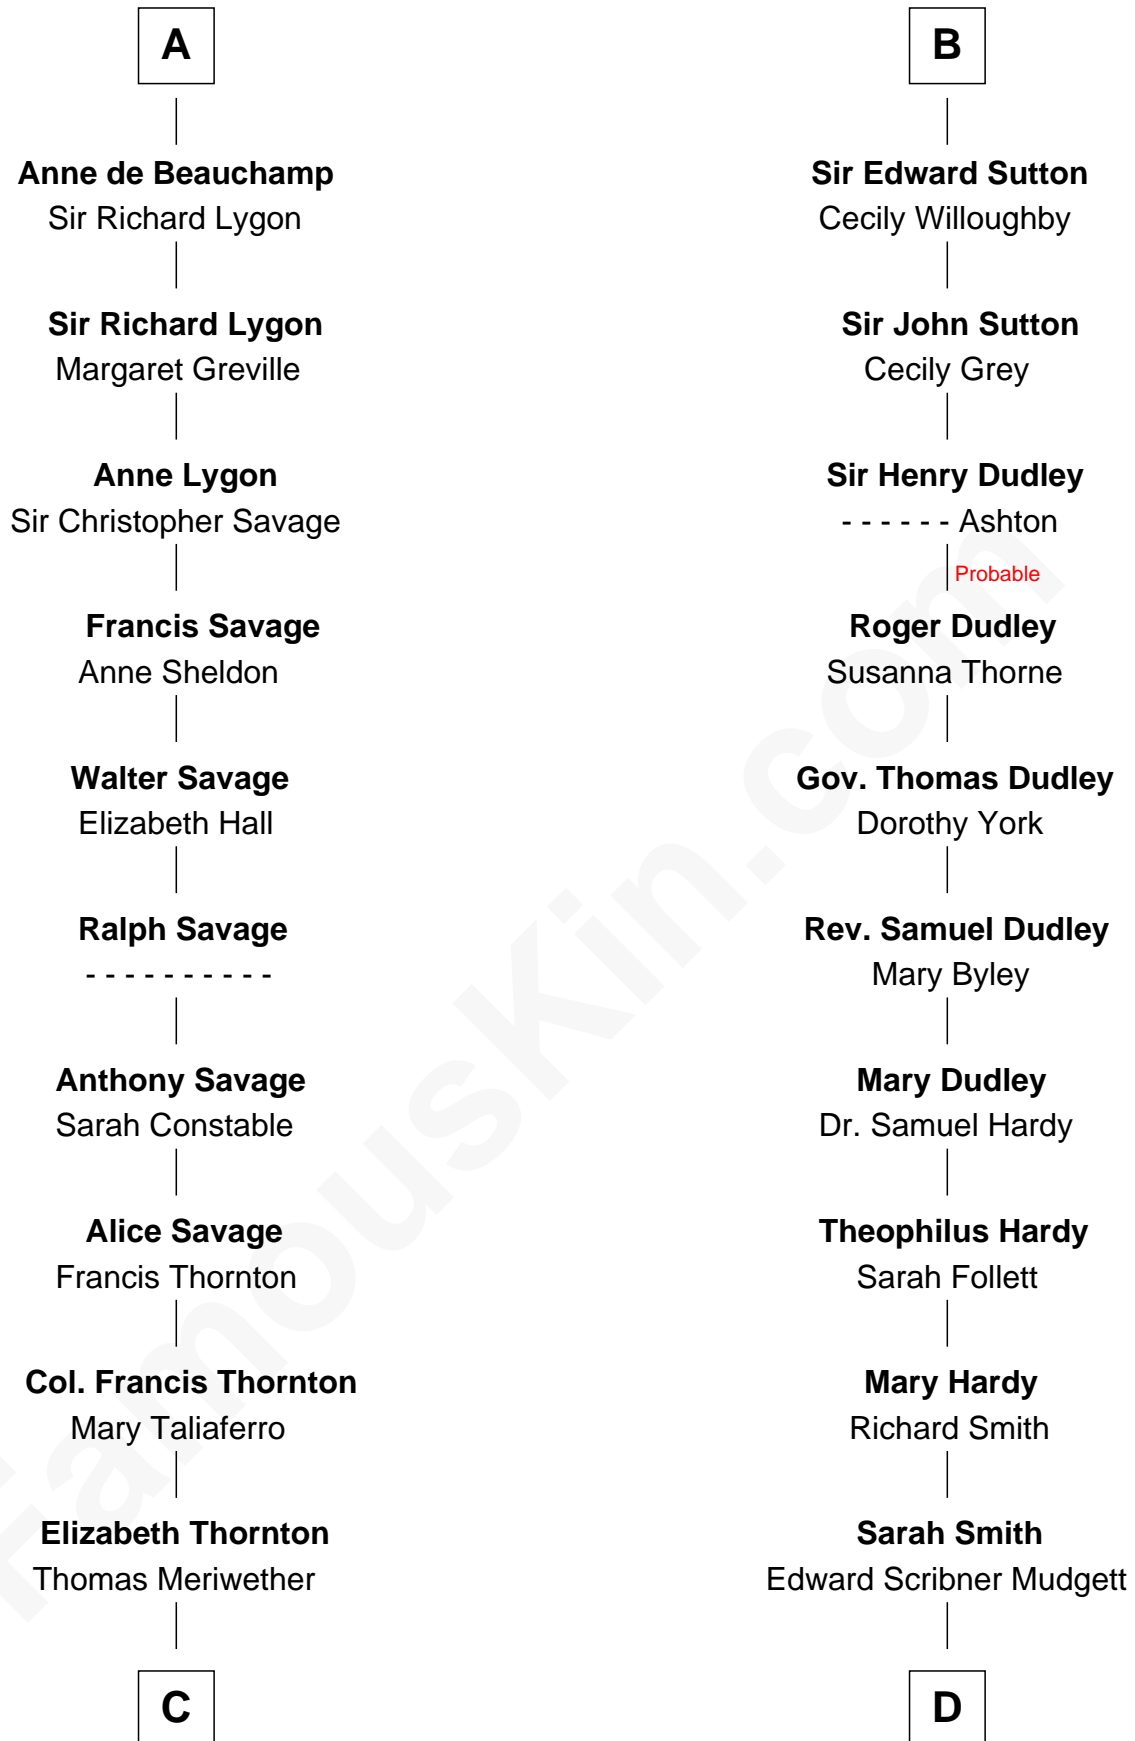 A
Anne de Beauchamp
Sir Richard Lygon
Sir Richard Lygon
Margaret Greville
Anne Lygon
Sir Christopher Savage
Francis Savage
Anne Sheldon
Walter Savage
Elizabeth Hall
Ralph Savage
- - - - - - - - - -
Anthony Savage
Sarah Constable
Alice Savage
Francis Thornton
Col. Francis Thornton
Mary Taliaferro
Elizabeth Thornton
Thomas Meriwether
C
B
Sir Edward Sutton
Cecily Willoughby
Sir John Sutton
Cecily Grey
Sir Henry Dudley
- - - - - - Ashton
Probable
Roger Dudley
Susanna Thorne
Gov. Thomas Dudley
Dorothy York
Rev. Samuel Dudley
Mary Byley
Mary Dudley
Dr. Samuel Hardy
Theophilus Hardy
Sarah Follett
Mary Hardy
Richard Smith
Sarah Smith
Edward Scribner Mudgett
D
FamousKin.com